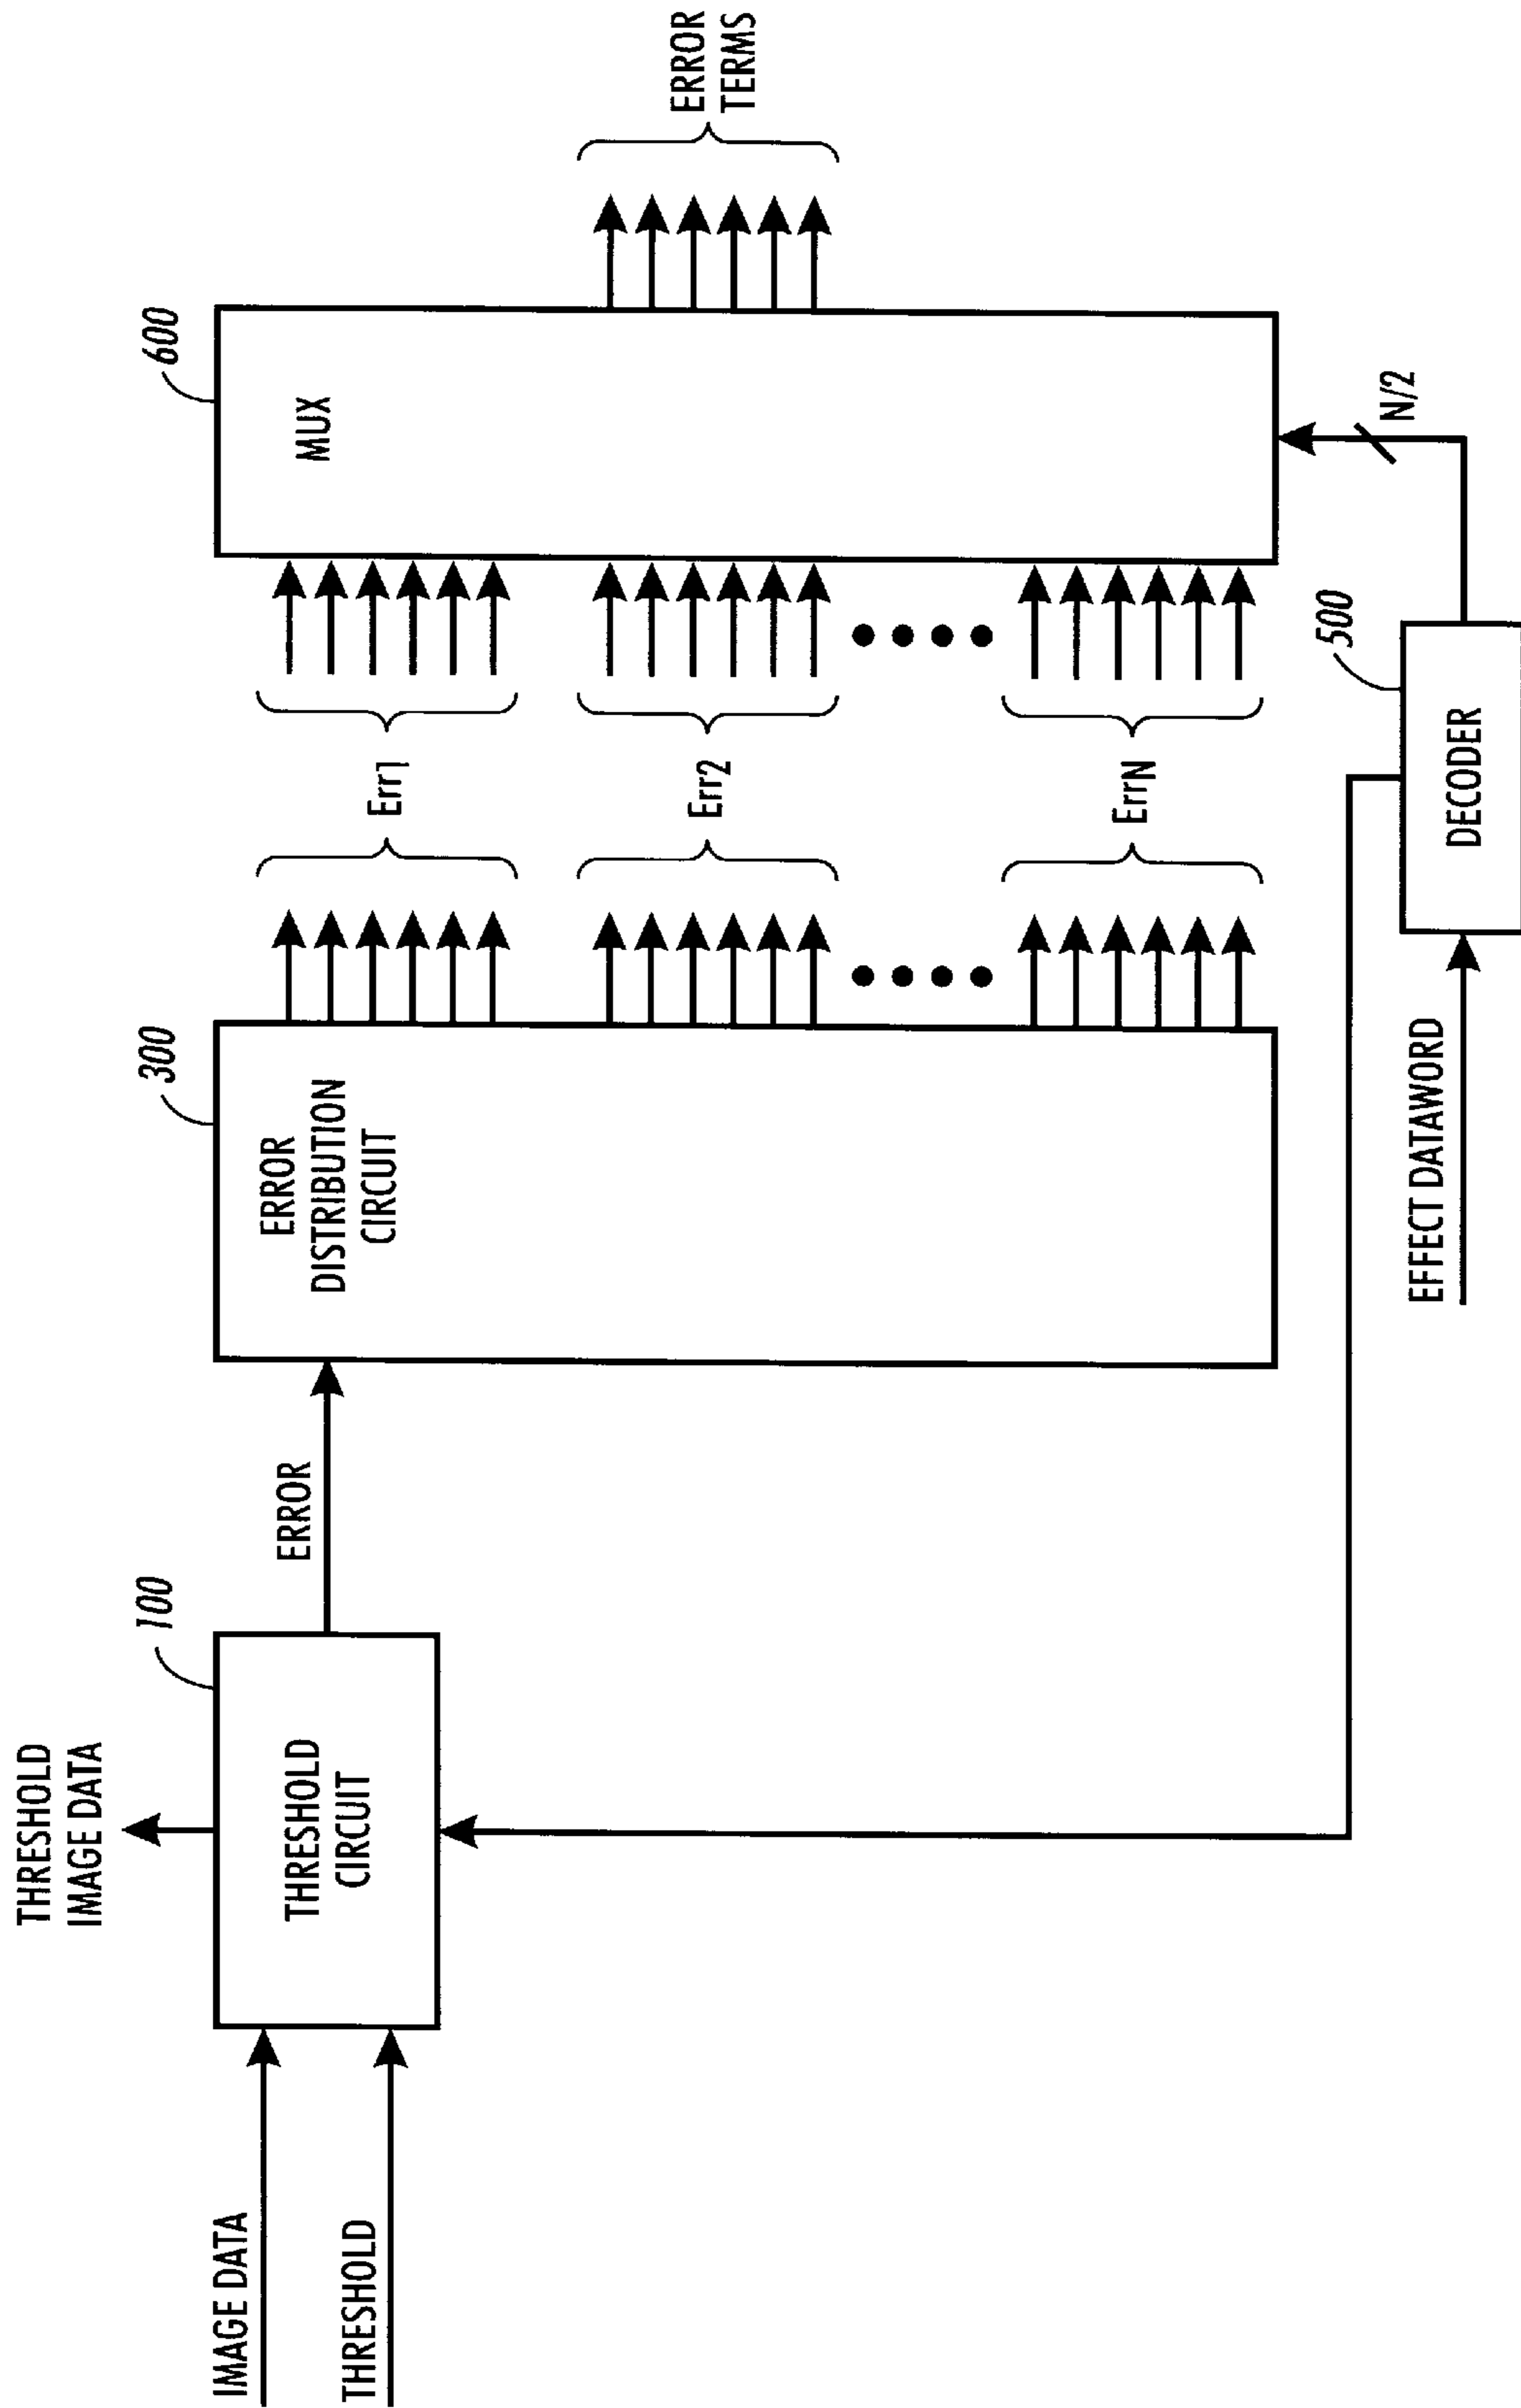 THRESHOLD
IMAGE DATA
IMAGE DATA
THRESHOLD
100
THRESHOLD
CIRCUIT
ERROR
300
ERROR
DISTRIBUTION
CIRCUIT
Err1
Err2
ErrN
600
MUX
ERROR
TERMS
EFFECT DATAWORD
500
DECODER
N/2